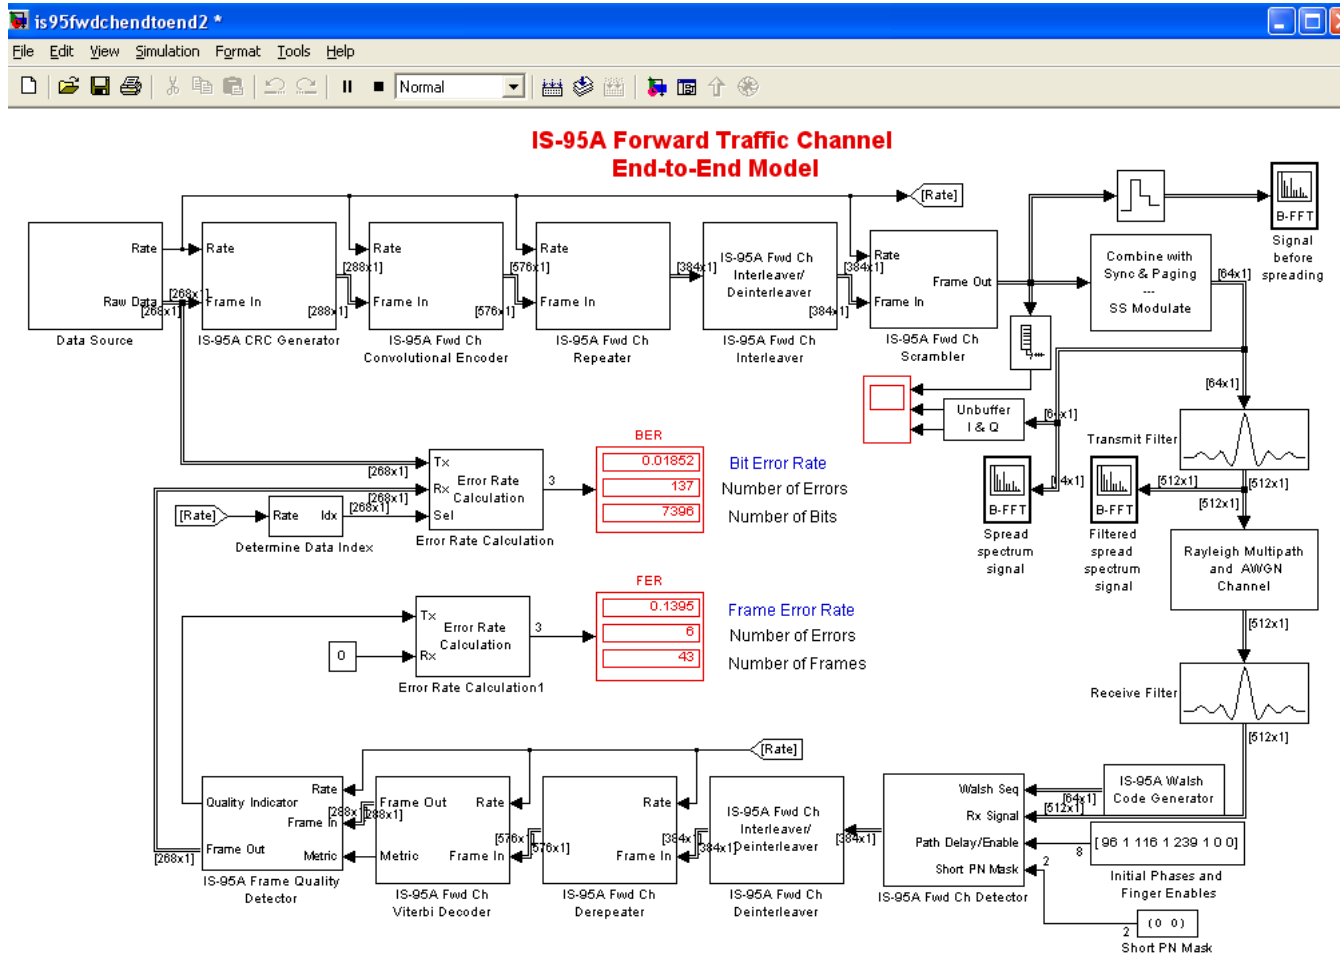 is95fwdchendtoend2 *
File Edit View Simulation Format Tools Help
Normal
IS-95A Forward Traffic Channel
End-to-End Model
[Rate]
B-FFT
Signal
before
spreading
Rate
Raw Data
[268x1]
[268x1]
Data Source
Rate
Frame In
IS-95A CRC Generator
[288x1]
[288x1]
Rate
Frame In
IS-95A Fwd Ch
Convolutional Encoder
[576x1]
[576x1]
Rate
Frame In
IS-95A Fwd Ch
Repeater
[384x1]
IS-95A Fwd Ch
Interleaver/
Deinterleaver
IS-95A Fwd Ch
Interleaver
[384x1]
[384x1]
Rate
Frame In
Frame Out
IS-95A Fwd Ch
Scrambler
Combine with
Sync & Paging
---
SS Modulate
[64x1]
[64x1]
Unbuffer
I & Q
[64x1]
Transmit Filter
[512x1]
[512x1]
[512x1]
[64x1]
B-FFT
Spread
spectrum
signal
B-FFT
Filtered
spread
spectrum
signal
Rayleigh Multipath
and AWGN
Channel
[512x1]
Receive Filter
[512x1]
BER
0.01852
137
7396
Bit Error Rate
Number of Errors
Number of Bits
[268x1]
[268x1]
[268x1]
Tx
Rx
Sel
Error Rate
Calculation
3
Error Rate Calculation
[Rate]
Rate Idx
Determine Data Index
FER
0.1395
6
43
Frame Error Rate
Number of Errors
Number of Frames
Tx
Rx
Error Rate
Calculation
3
0
Error Rate Calculation1
[Rate]
Rate
Quality Indicator
Frame In
Frame Out
Metric
[268x1]
IS-95A Frame Quality
Detector
[288x1]
[288x1]
Frame Out
Rate
Metric
Frame In
IS-95A Fwd Ch
Viterbi Decoder
[576x1]
[576x1]
Rate
Frame In
IS-95A Fwd Ch
Derepeater
[384x1]
[384x1]
IS-95A Fwd Ch
Interleaver/
Deinterleaver
IS-95A Fwd Ch
Deinterleaver
[384x1]
Walsh Seq
Rx Signal
Path Delay/Enable
Short PN Mask
IS-95A Fwd Ch Detector
[64x1]
[512x1]
8
2
IS-95A Walsh
Code Generator
[ 96 1 116 1 239 1 0 0]
Initial Phases and
Finger Enables
2
(0 0)
Short PN Mask